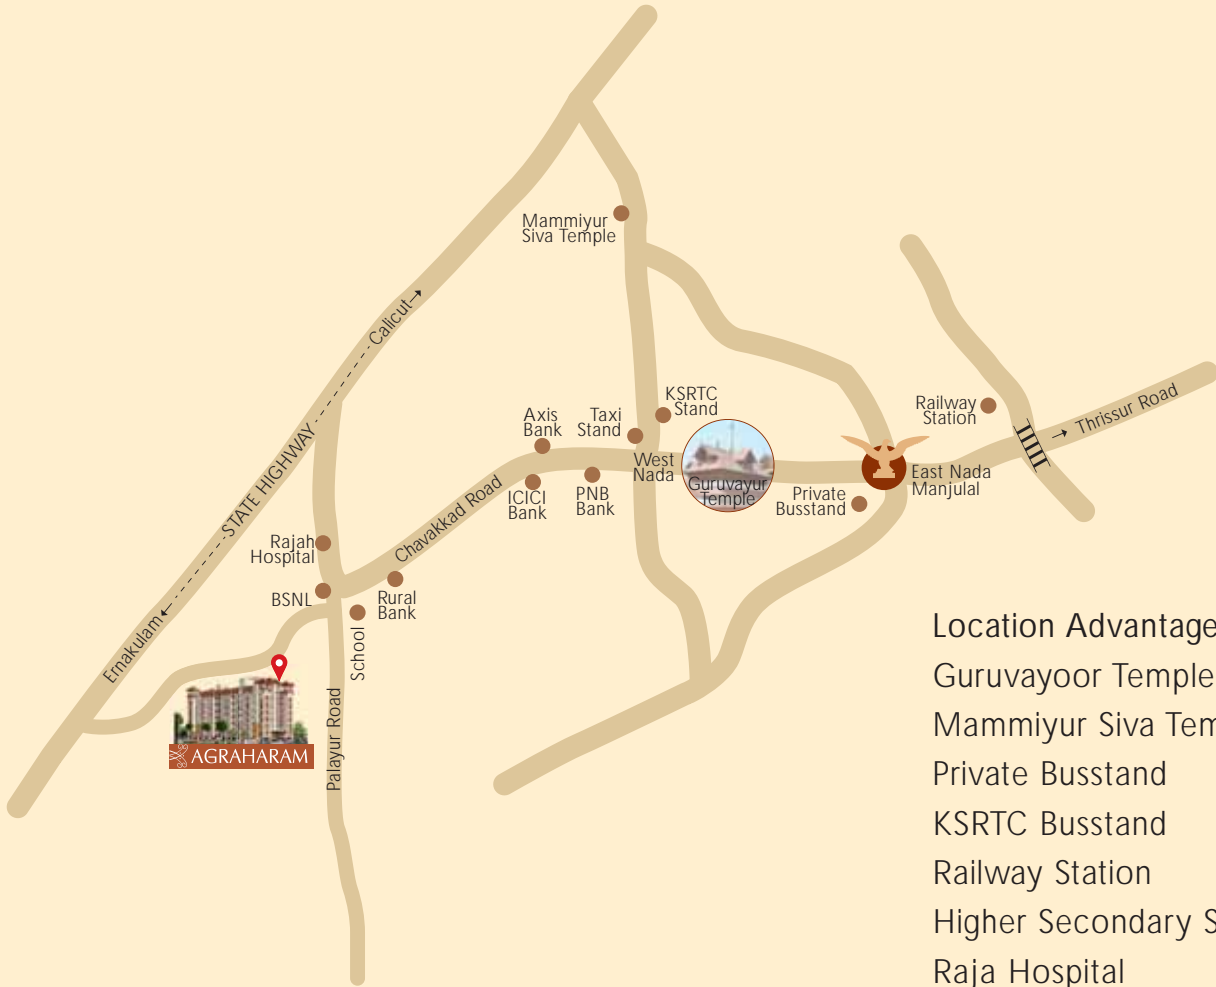 Mammiyur
Siva Temple
Calicut→
STATE HIGHWAY
Ernakulam
KSRTC
Stand
Taxi
Stand
Axis
Bank
ICICI
Bank
PNB
Bank
West
Nada
Guruvayur
Temple
Railway
Station
→ Thrissur Road
East Nada
Manjulal
Private
Busstand
Chavakkad Road
Rajah
Hospital
BSNL
Rural
Bank
School
Palayur Road
AGRAHARAM
Location Advantage
Guruvayoor Temple
Mammiyur Siva Tem
Private Busstand
KSRTC Busstand
Railway Station
Higher Secondary S
Raja Hospital